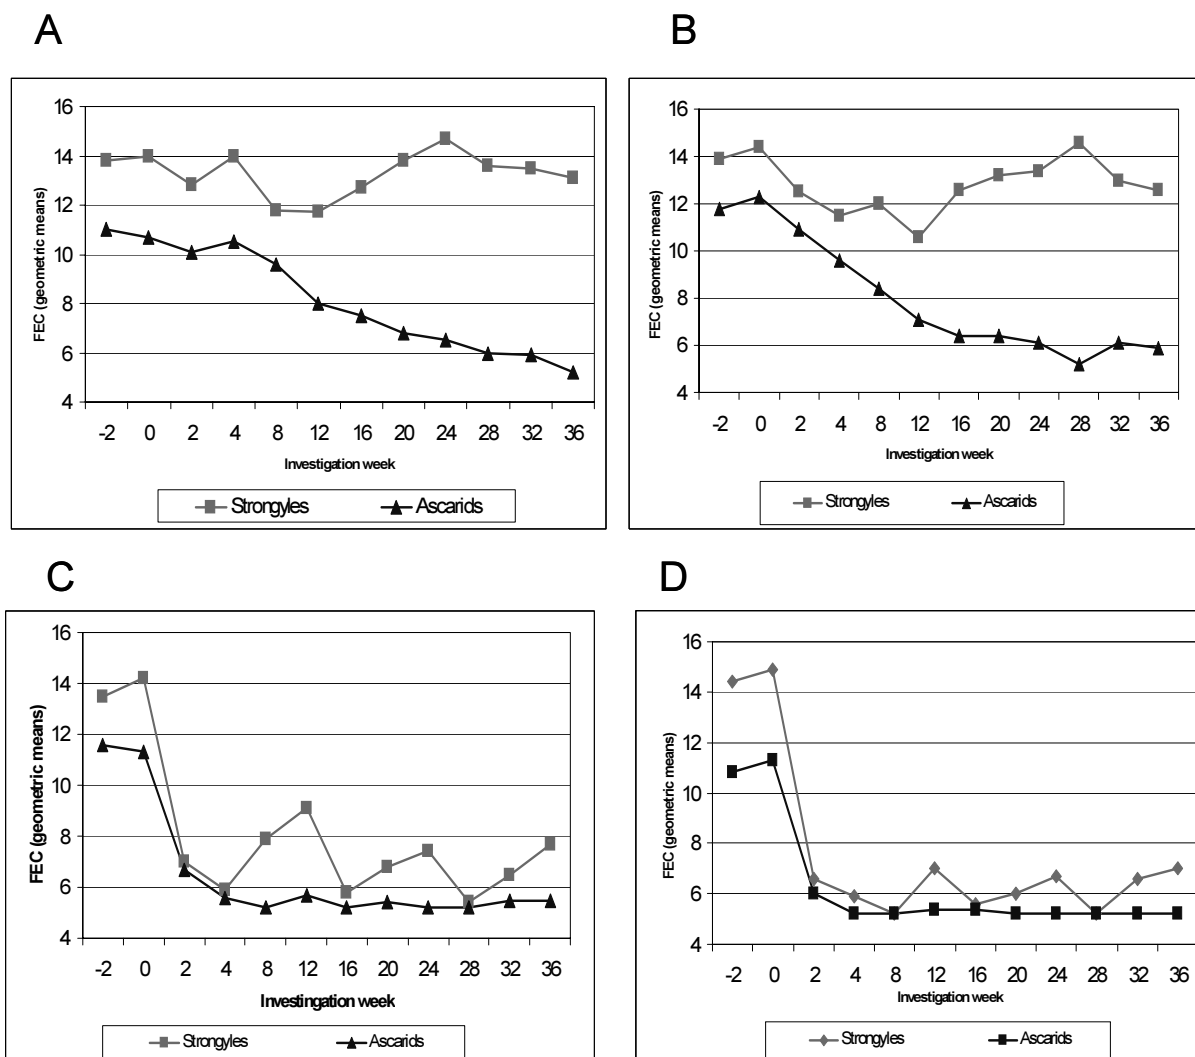 A
B
16
14
12
10
8
6
4
FEC (geometric means)
-2 0 2 4 8 12 16 20 24 28 32 36
Investigation week
Strongyles Ascarids
16
14
12
10
8
6
4
FEC (geometric means)
-2 0 2 4 8 12 16 20 24 28 32 36
Investigation week
Strongyles Ascarids
C
D
16
14
12
10
8
6
4
FEC (geometric means)
-2 0 2 4 8 12 16 20 24 28 32 36
Investingation week
Strongyles Ascarids
16
14
12
10
8
6
4
FEC (geometric means)
-2 0 2 4 8 12 16 20 24 28 32 36
Investigation week
Strongyles Ascarids